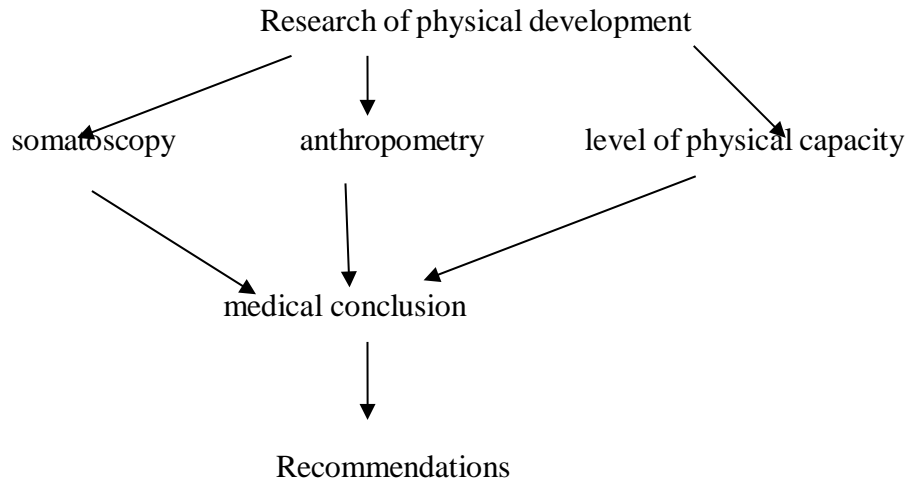 Research of physical development
somatoscopy anthropometry level of physical capacity
medical conclusion
Recommendations